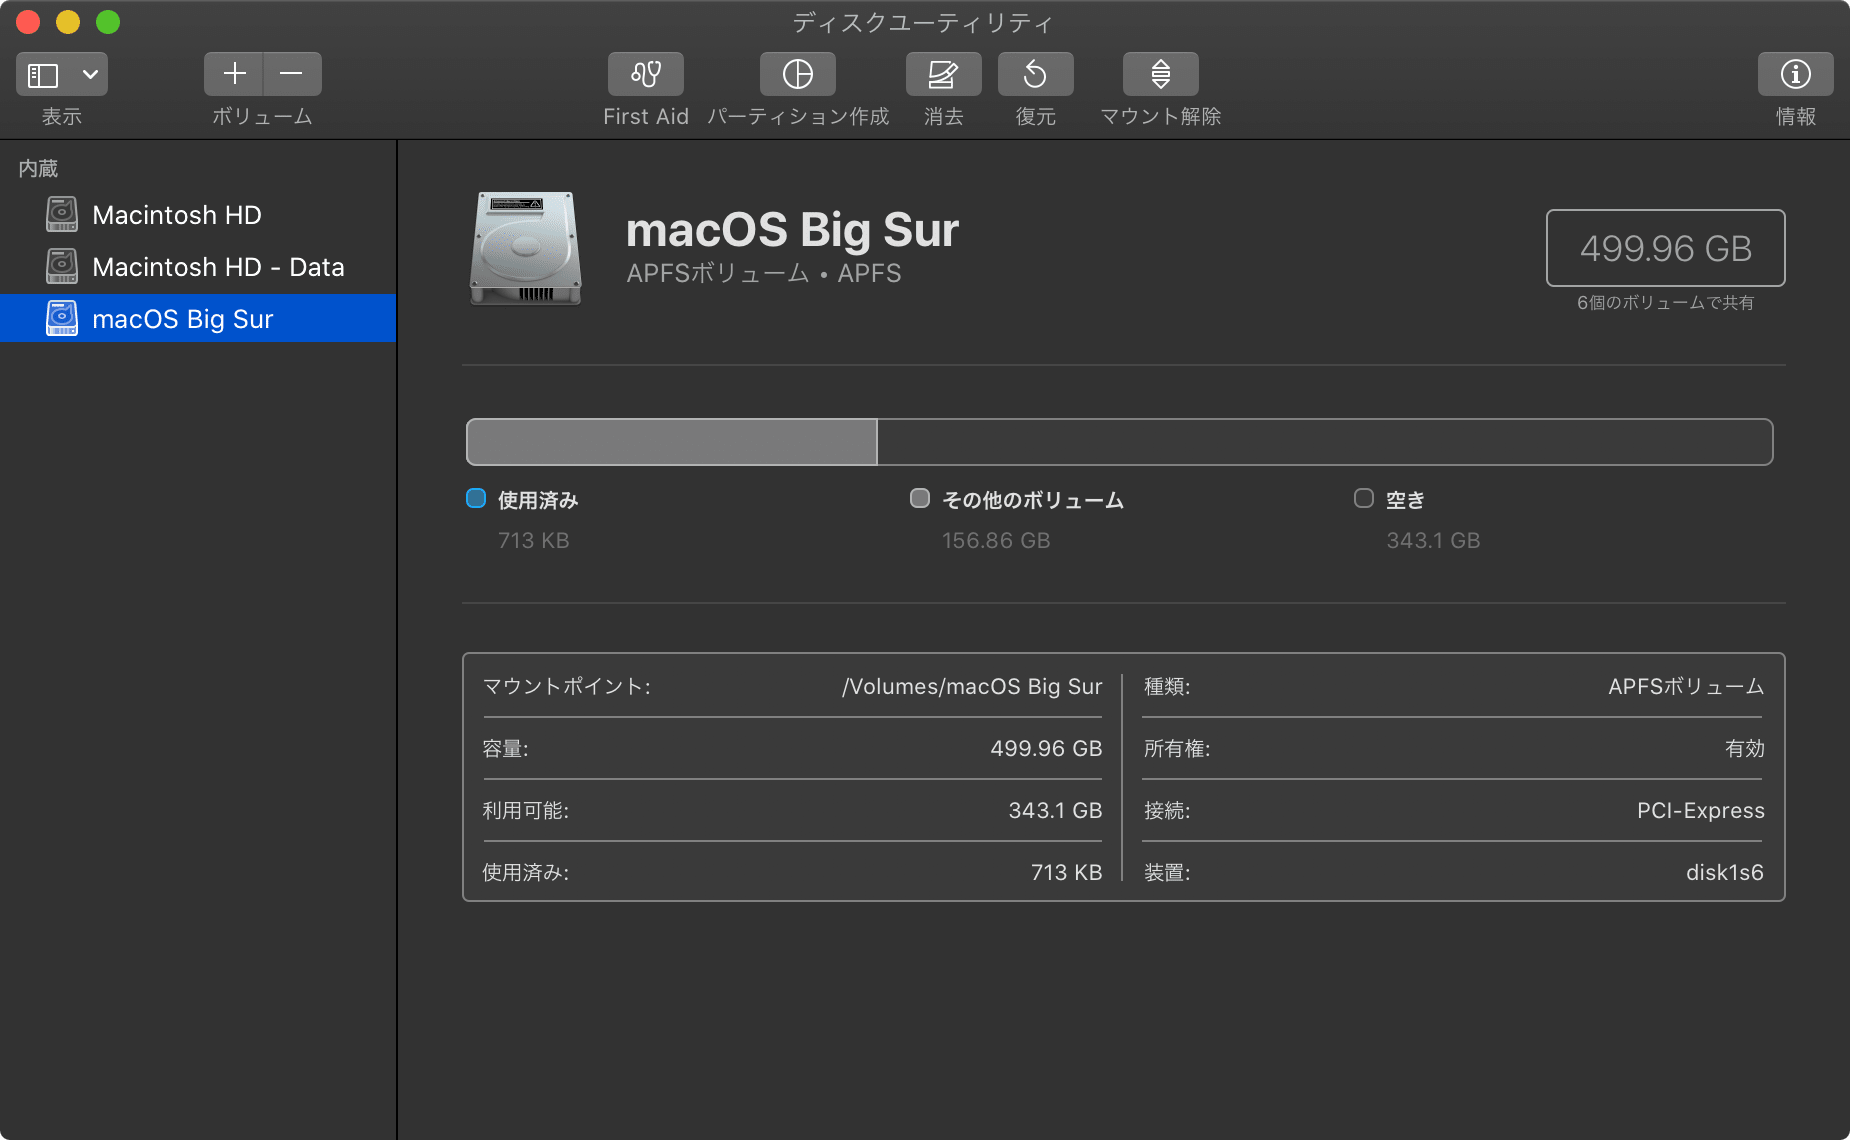 ディスクユーティリティ
表示
ボリューム
First Aid
パーティション作成
消去
復元
マウント解除
情報
内蔵
Macintosh HD
Macintosh HD - Data
macOS Big Sur
macOS Big Sur
APFSボリューム • APFS
499.96 GB
6個のボリュームで共有
使用済み
713 KB
その他のボリューム
156.86 GB
空き
343.1 GB
マウントポイント: /Volumes/macOS Big Sur
容量: 499.96 GB
利用可能: 343.1 GB
使用済み: 713 KB
種類: APFSボリューム
所有権: 有効
接続: PCI-Express
装置: disk1s6